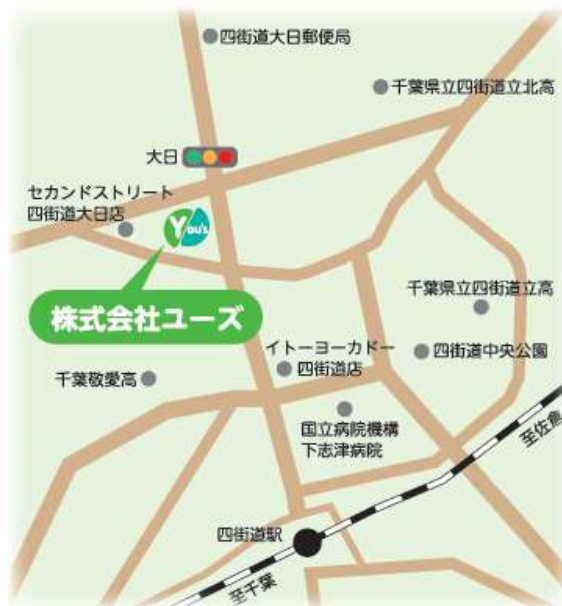 四街道大日郵便局
千葉県立四街道立北高
大日
セカンドストリート
四街道大日店
You's
株式会社ユーズ
千葉県立四街道立高
イトーヨーカドー
四街道店
四街道中央公園
千葉敬愛高
国立病院機構
下志津病院
至佐倉
四街道駅
至千葉